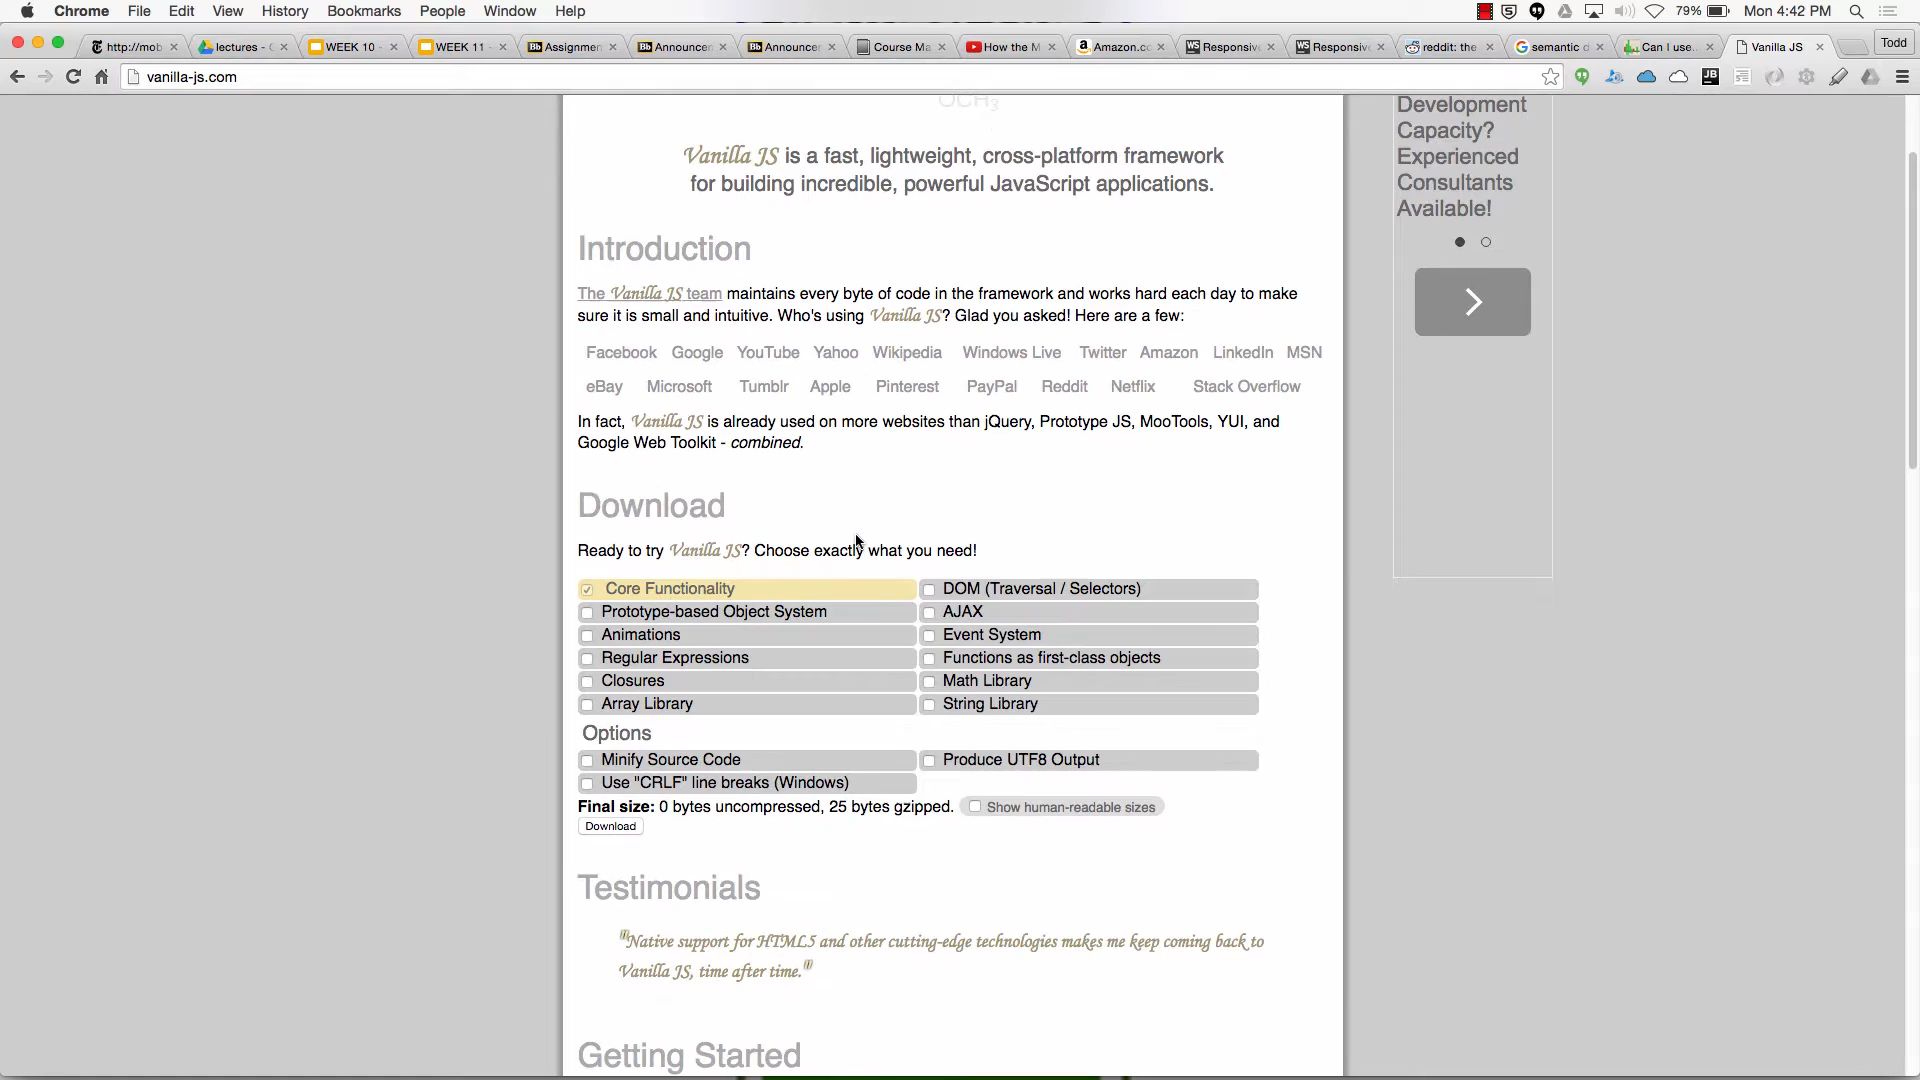 Chrome File Edit View History Bookmarks People Window Help 79% Mon 4:42 PM
http://mob lectures - G WEEK 10 - WEEK 11 - Assignmen Announcen Announcer Course Ma How the M Amazon.co Responsive Responsive reddit: the semantic d Can I use.. Vanilla JS Todd
vanilla-js.com
OCH3
Vanilla JS is a fast, lightweight, cross-platform framework
for building incredible, powerful JavaScript applications.
Introduction
The Vanilla JS team maintains every byte of code in the framework and works hard each day to make
sure it is small and intuitive. Who's using Vanilla JS? Glad you asked! Here are a few:
Facebook Google YouTube Yahoo Wikipedia Windows Live Twitter Amazon LinkedIn MSN
eBay Microsoft Tumblr Apple Pinterest PayPal Reddit Netflix Stack Overflow
In fact, Vanilla JS is already used on more websites than jQuery, Prototype JS, MooTools, YUI, and
Google Web Toolkit - combined.
Download
Ready to try Vanilla JS? Choose exactly what you need!
Core Functionality DOM (Traversal / Selectors)
Prototype-based Object System AJAX
Animations Event System
Regular Expressions Functions as first-class objects
Closures Math Library
Array Library String Library
Options
Minify Source Code Produce UTF8 Output
Use "CRLF" line breaks (Windows)
Final size: 0 bytes uncompressed, 25 bytes gzipped. Show human-readable sizes
Download
Testimonials
"Native support for HTML5 and other cutting-edge technologies makes me keep coming back to
Vanilla JS, time after time."
Getting Started
Development
Capacity?
Experienced
Consultants
Available!